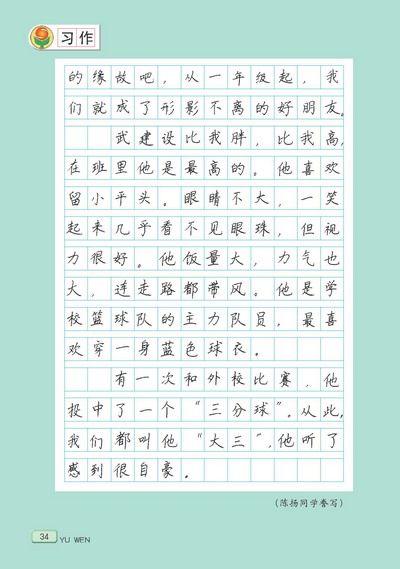 习作
的缘故吧，从一年级起，我
们就成了形影不离的好朋友。
武建设比我胖，比我高，
在班里他是最高的。他喜欢
留小平头。眼睛不大，一笑
起来几乎看不见眼珠，但视
力很好。他饭量大，力气也
大，连走路都带风。他是学
校篮球队的主力队员，最喜
欢穿一身蓝色球衣。
有一次和外校比赛，他
投中了一个“三分球”。从此，
我们都叫他“大三”，他听了
感到很自豪。
（陈扬同学誊写）
34 YU WEN